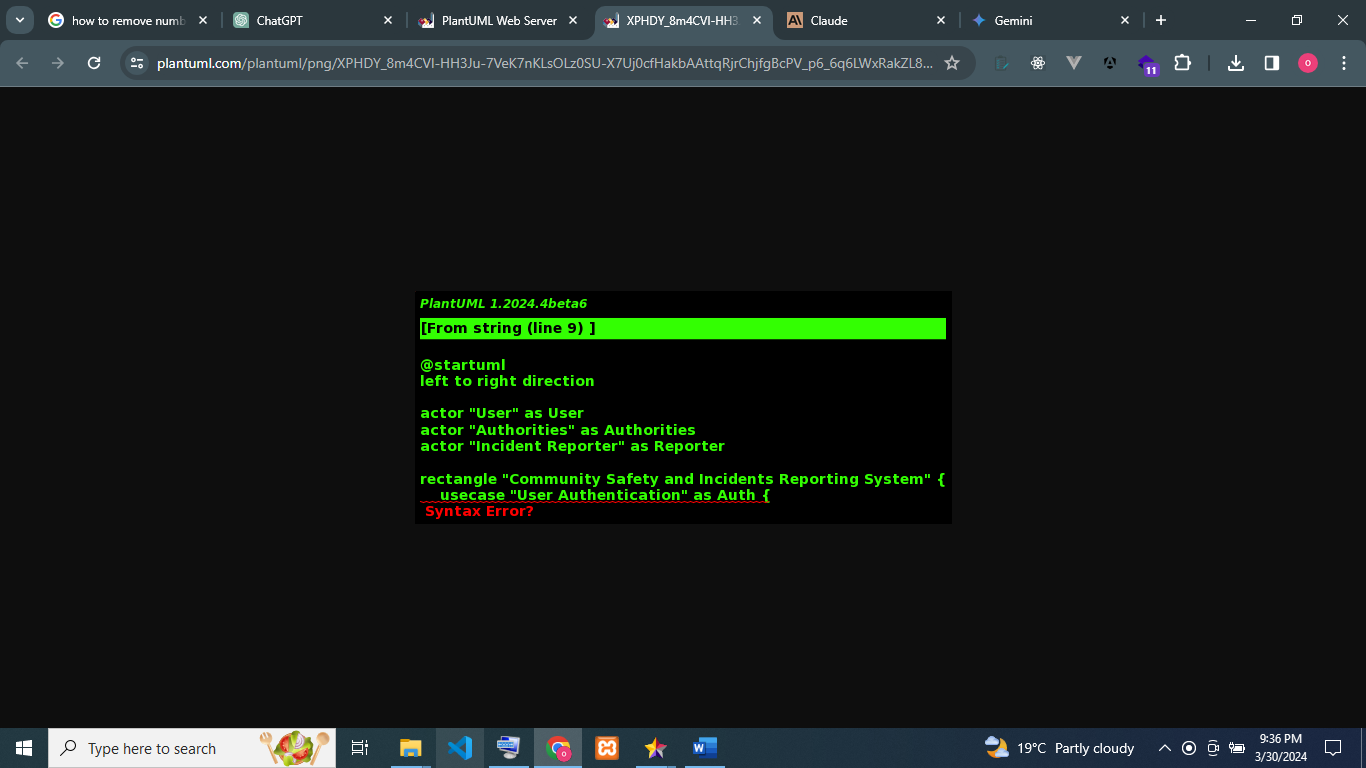 how to remove numb
ChatGPT
PlantUML Web Server
XPHDY_8m4CVl-HH3
Claude
Gemini
plantuml.com/plantuml/png/XPHDY_8m4CVl-HH3Ju-7VeK7nKLsOLz0SU-X7Uj0cfHakbAAttqRjrChjfgBcPV_p6_6q6LWxRakZL8...
11
o
PlantUML 1.2024.4beta6
[From string (line 9) ]
@startuml
left to right direction
actor "User" as User
actor "Authorities" as Authorities
actor "Incident Reporter" as Reporter
rectangle "Community Safety and Incidents Reporting System" {
usecase "User Authentication" as Auth {
Syntax Error?
Type here to search
19°C Partly cloudy
9:36 PM
3/30/2024